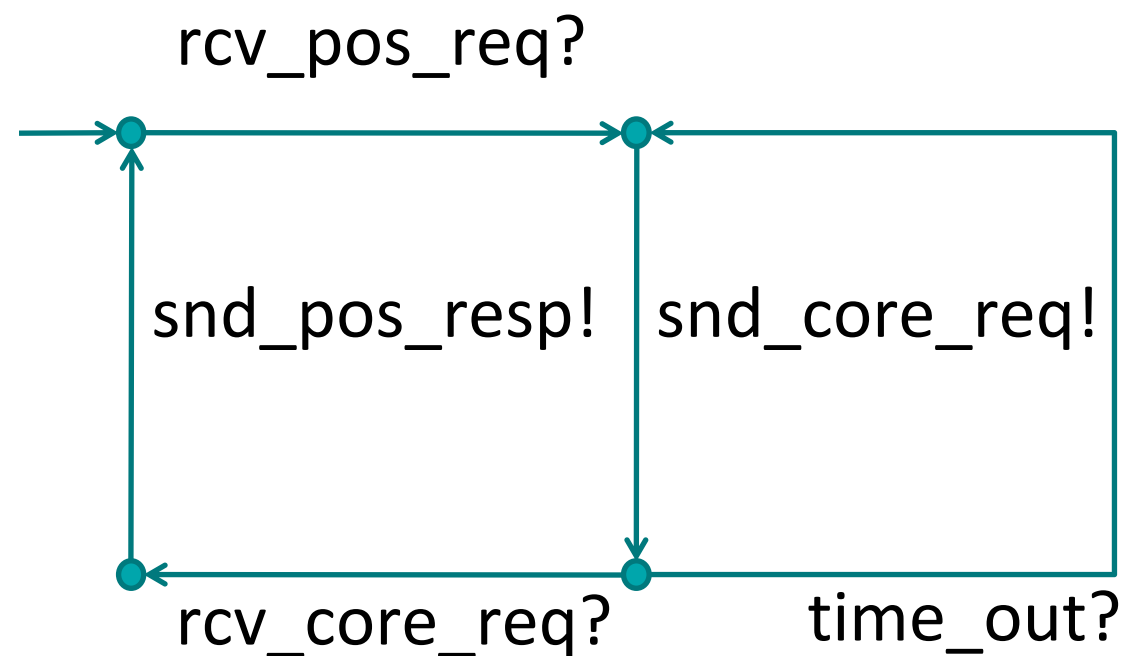 rcv_pos_req?
snd_pos_resp!
snd_core_req!
rcv_core_req?
time_out?